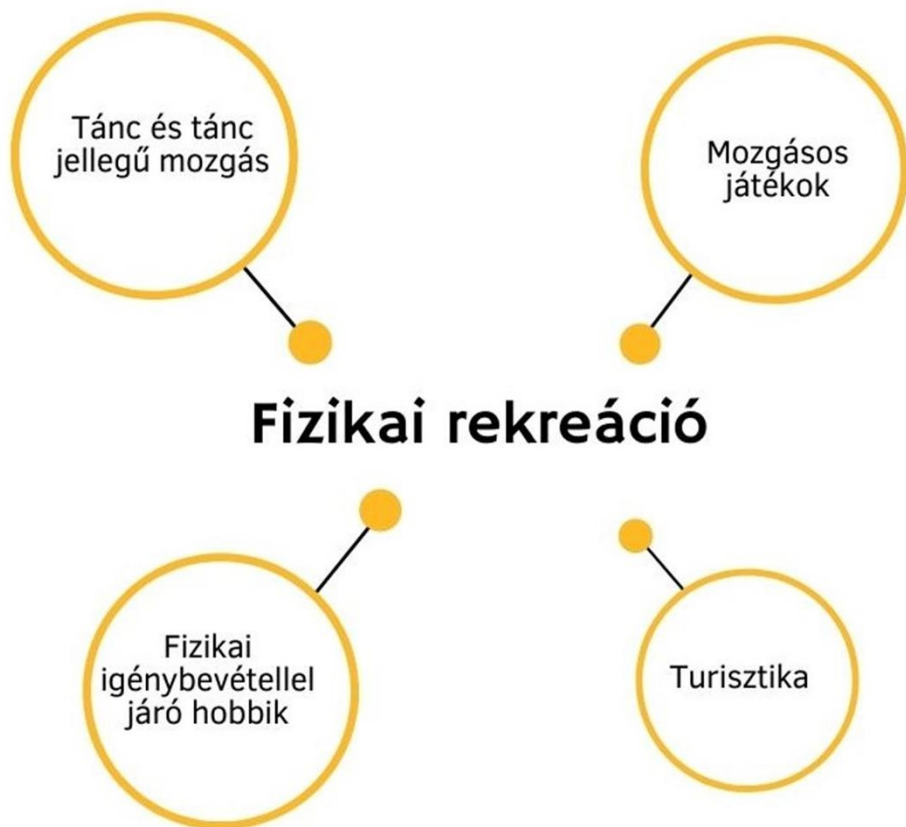 Tánc és tánc
jellegű mozgás
Mozgásos
játékok
Fizikai rekreáció
Fizikai
igénybevétellel
járó hobbik
Turisztika